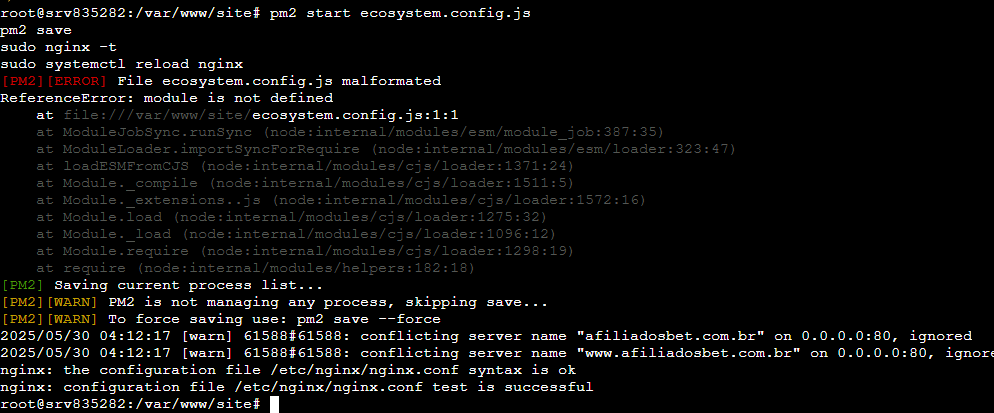 root@srv835282:/var/www/site# pm2 start ecosystem.config.js
pm2 save
sudo nginx -t
sudo systemctl reload nginx
[PM2][ERROR] File ecosystem.config.js malformated
ReferenceError: module is not defined
    at file:///var/www/site/ecosystem.config.js:1:1
    at ModuleJobSync.runSync (node:internal/modules/esm/module_job:387:35)
    at ModuleLoader.importSyncForRequire (node:internal/modules/esm/loader:323:47)
    at loadESMFromCJS (node:internal/modules/cjs/loader:1371:24)
    at Module._compile (node:internal/modules/cjs/loader:1511:5)
    at Module._extensions..js (node:internal/modules/cjs/loader:1572:16)
    at Module.load (node:internal/modules/cjs/loader:1275:32)
    at Module._load (node:internal/modules/cjs/loader:1096:12)
    at Module.require (node:internal/modules/cjs/loader:1298:19)
    at require (node:internal/modules/helpers:182:18)
[PM2] Saving current process list...
[PM2][WARN] PM2 is not managing any process, skipping save...
[PM2][WARN] To force saving use: pm2 save --force
2025/05/30 04:12:17 [warn] 61588#61588: conflicting server name "afiliadosbet.com.br" on 0.0.0.0:80, ignored
2025/05/30 04:12:17 [warn] 61588#61588: conflicting server name "www.afiliadosbet.com.br" on 0.0.0.0:80, ignore
nginx: the configuration file /etc/nginx/nginx.conf syntax is ok
nginx: configuration file /etc/nginx/nginx.conf test is successful
root@srv835282:/var/www/site#